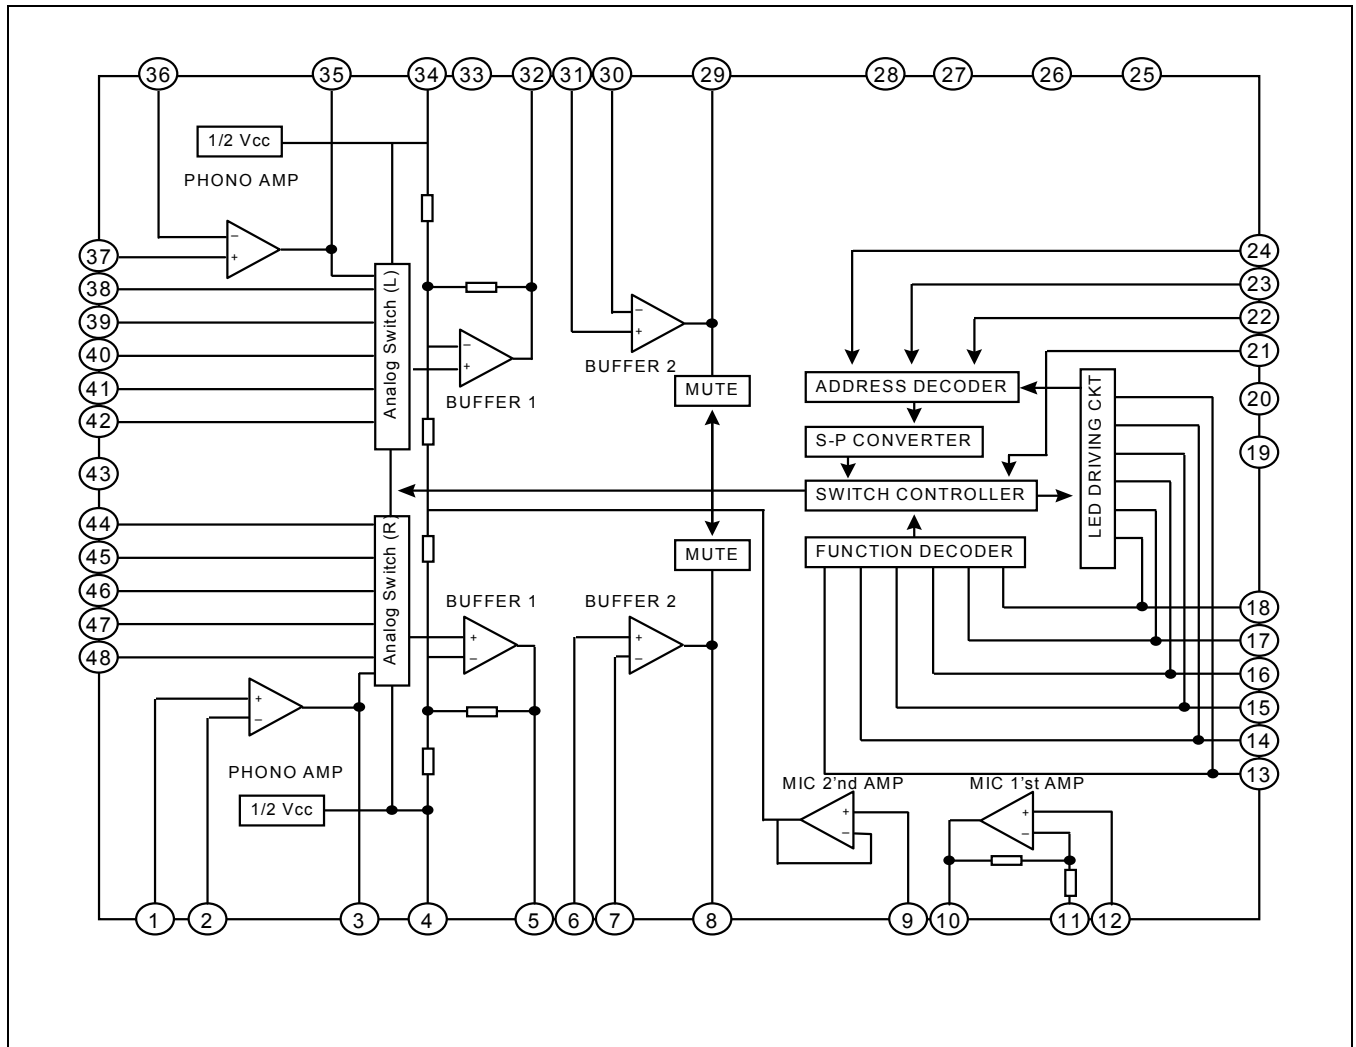 36 35 34 33 32 31 30 29 28 27 26 25
1/2 Vcc
PHONO AMP
37
24
38
23
39
22
40
21
41
20
42
19
43
44
45
46
47
48
18
17
16
15
14
13
Analog Switch (L)
− +
BUFFER 1
− +
BUFFER 2
− +
MUTE
ADDRESS DECODER
S-P CONVERTER
SWITCH CONTROLLER
FUNCTION DECODER
LED DRIVING CKT
MUTE
Analog Switch (R)
BUFFER 1
+ −
BUFFER 2
+ −
+ −
PHONO AMP
1/2 Vcc
MIC 2'nd AMP
+ −
MIC 1'st AMP
+ −
1 2 3 4 5 6 7 8 9 10 11 12